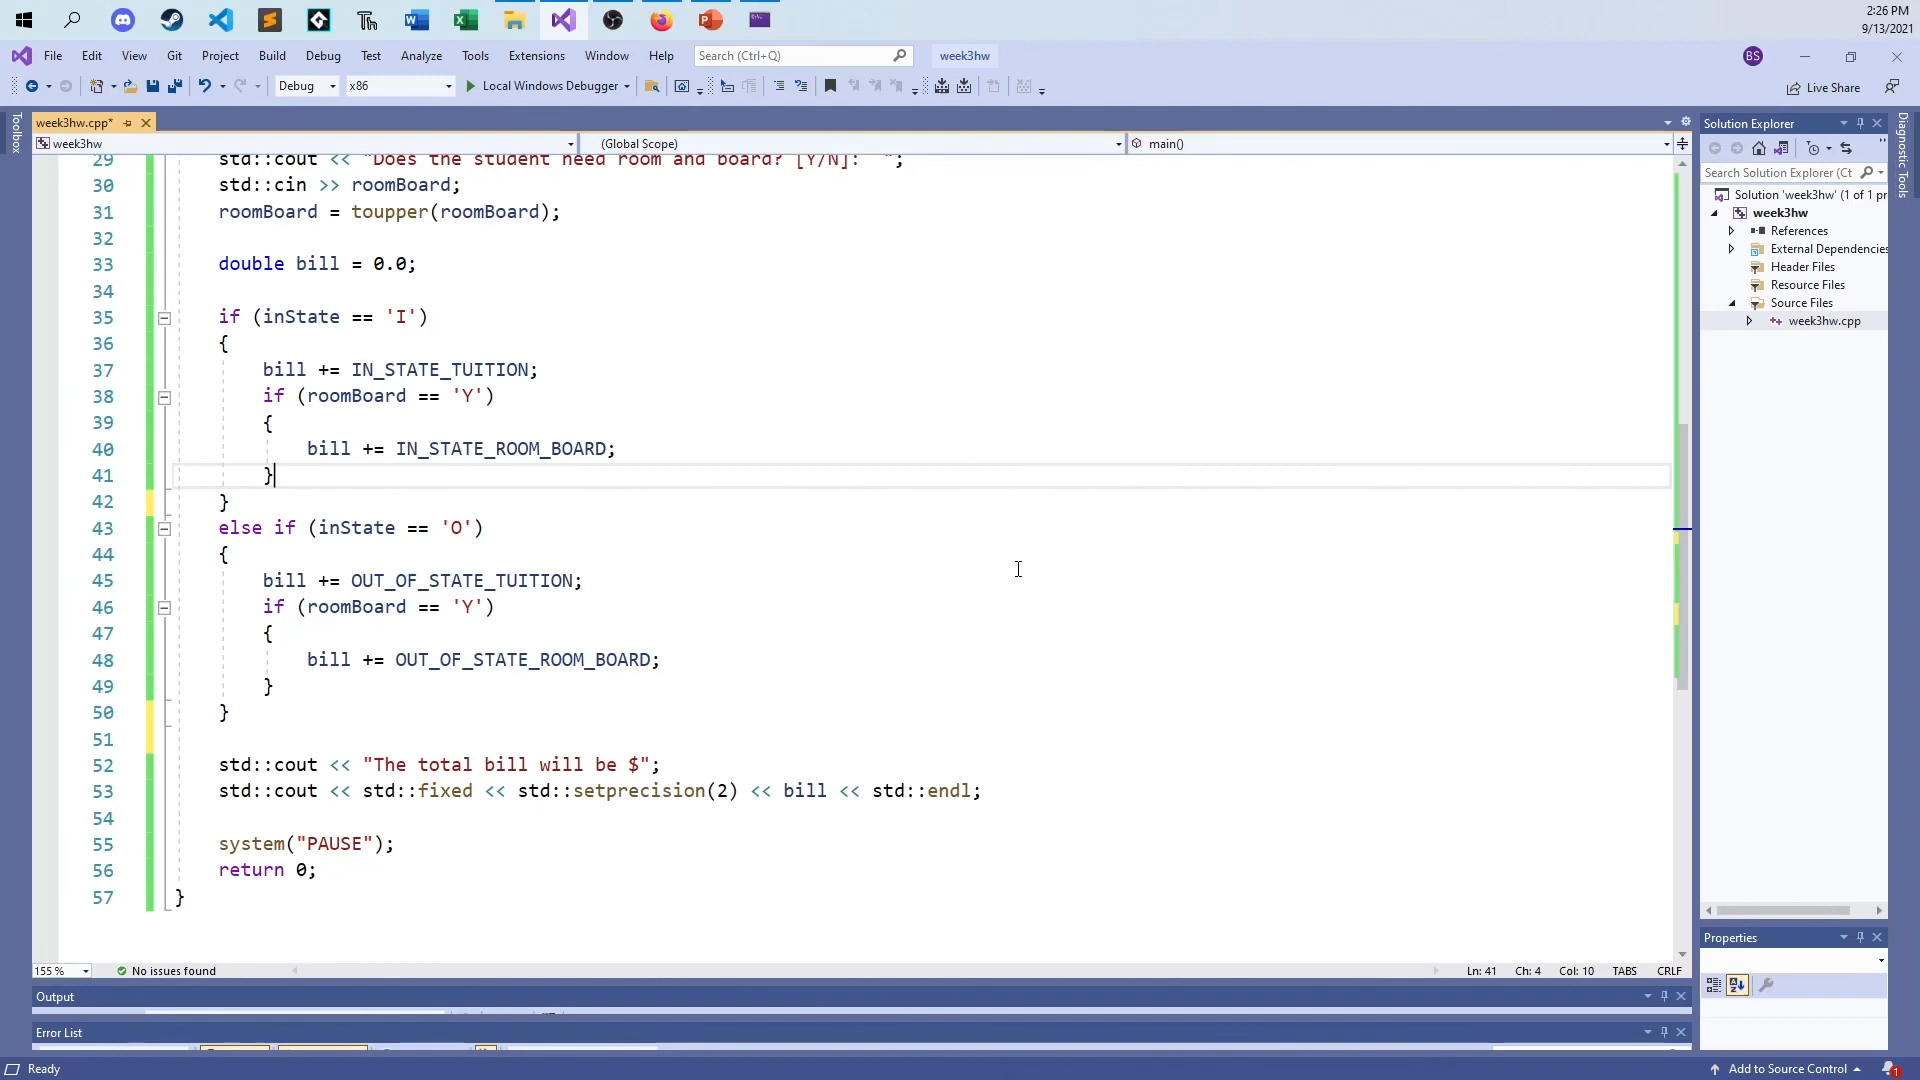 2:26 PM
9/13/2021
File Edit View Git Project Build Debug Test Analyze Tools Extensions Window Help Search (Ctrl+Q) week3hw BS
Debug x86 Local Windows Debugger Live Share
Toolbox
week3hw.cpp*
week3hw (Global Scope) main()
29 std::cout << "Does the student need room and board? [Y/N]:  ";
30 std::cin >> roomBoard;
31 roomBoard = toupper(roomBoard);
32
33 double bill = 0.0;
34
35 if (inState == 'I')
36 {
37 bill += IN_STATE_TUITION;
38 if (roomBoard == 'Y')
39 {
40 bill += IN_STATE_ROOM_BOARD;
41 }
42 }
43 else if (inState == 'O')
44 {
45 bill += OUT_OF_STATE_TUITION;
46 if (roomBoard == 'Y')
47 {
48 bill += OUT_OF_STATE_ROOM_BOARD;
49 }
50 }
51
52 std::cout << "The total bill will be $";
53 std::cout << std::fixed << std::setprecision(2) << bill << std::endl;
54
55 system("PAUSE");
56 return 0;
57 }
155 % No issues found Ln: 41 Ch: 4 Col: 10 TABS CRLF
Output
Error List
Ready
Solution Explorer
Search Solution Explorer (Ct
Solution 'week3hw' (1 of 1 pr
week3hw
References
External Dependencies
Header Files
Resource Files
Source Files
week3hw.cpp
Properties
Diagnostic Tools
Add to Source Control 1